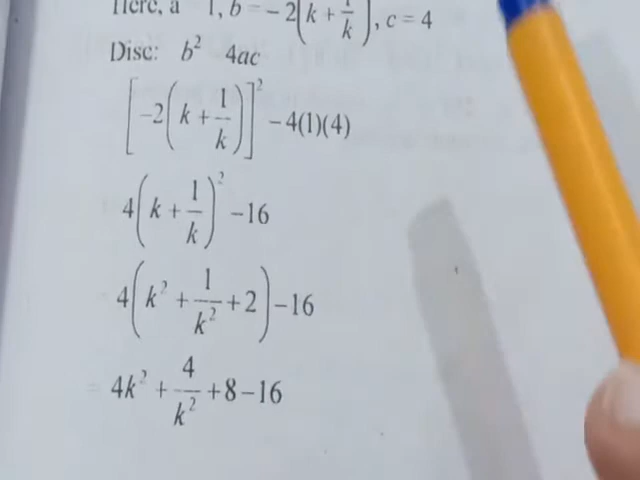 Here, a 1, b = - 2(k + 1/k), c = 4
Disc: b² 4ac
[-2(k + 1/k)]² - 4(1)(4)
4(k + 1/k)² - 16
4(k² + 1/k² + 2) - 16
4k² + 4/k² + 8 - 16